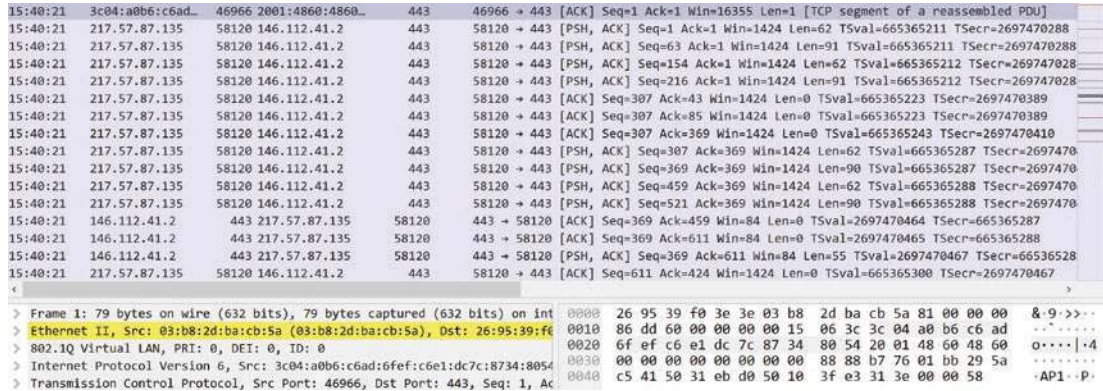 15:40:21 3c04:a0b6:c6ad… 46966 2001:4860:4860… 443 46966 → 443 [ACK] Seq=1 Ack=1 Win=16355 Len=1 [TCP segment of a reassembled PDU]
15:40:21 217.57.87.135 58120 146.112.41.2 443 58120 → 443 [PSH, ACK] Seq=1 Ack=1 Win=1424 Len=62 TSval=665365211 TSecr=2697470288
15:40:21 217.57.87.135 58120 146.112.41.2 443 58120 → 443 [PSH, ACK] Seq=63 Ack=1 Win=1424 Len=91 TSval=665365211 TSecr=2697470288
15:40:21 217.57.87.135 58120 146.112.41.2 443 58120 → 443 [PSH, ACK] Seq=154 Ack=1 Win=1424 Len=62 TSval=665365212 TSecr=269747028
15:40:21 217.57.87.135 58120 146.112.41.2 443 58120 → 443 [PSH, ACK] Seq=216 Ack=1 Win=1424 Len=91 TSval=665365212 TSecr=269747028
15:40:21 217.57.87.135 58120 146.112.41.2 443 58120 → 443 [ACK] Seq=307 Ack=43 Win=1424 Len=0 TSval=665365223 TSecr=2697470389
15:40:21 217.57.87.135 58120 146.112.41.2 443 58120 → 443 [ACK] Seq=307 Ack=85 Win=1424 Len=0 TSval=665365223 TSecr=2697470389
15:40:21 217.57.87.135 58120 146.112.41.2 443 58120 → 443 [ACK] Seq=307 Ack=369 Win=1424 Len=0 TSval=665365243 TSecr=2697470410
15:40:21 217.57.87.135 58120 146.112.41.2 443 58120 → 443 [PSH, ACK] Seq=307 Ack=369 Win=1424 Len=62 TSval=665365287 TSecr=2697470
15:40:21 217.57.87.135 58120 146.112.41.2 443 58120 → 443 [PSH, ACK] Seq=369 Ack=369 Win=1424 Len=90 TSval=665365287 TSecr=2697470
15:40:21 217.57.87.135 58120 146.112.41.2 443 58120 → 443 [PSH, ACK] Seq=459 Ack=369 Win=1424 Len=62 TSval=665365288 TSecr=2697470
15:40:21 217.57.87.135 58120 146.112.41.2 443 58120 → 443 [PSH, ACK] Seq=521 Ack=369 Win=1424 Len=90 TSval=665365288 TSecr=2697470
15:40:21 146.112.41.2 443 217.57.87.135 58120 443 → 58120 [ACK] Seq=369 Ack=459 Win=84 Len=0 TSval=2697470464 TSecr=665365287
15:40:21 146.112.41.2 443 217.57.87.135 58120 443 → 58120 [ACK] Seq=369 Ack=611 Win=84 Len=0 TSval=2697470465 TSecr=665365288
15:40:21 146.112.41.2 443 217.57.87.135 58120 443 → 58120 [PSH, ACK] Seq=369 Ack=611 Win=84 Len=55 TSval=2697470467 TSecr=66536528
15:40:21 217.57.87.135 58120 146.112.41.2 443 58120 → 443 [ACK] Seq=611 Ack=424 Win=1424 Len=0 TSval=665365300 TSecr=2697470467
Frame 1: 79 bytes on wire (632 bits), 79 bytes captured (632 bits) on int
Ethernet II, Src: 03:b8:2d:ba:cb:5a (03:b8:2d:ba:cb:5a), Dst: 26:95:39:f0
802.1Q Virtual LAN, PRI: 0, DEI: 0, ID: 0
Internet Protocol Version 6, Src: 3c04:a0b6:c6ad:6fef:c6e1:dc7c:8734:8054
Transmission Control Protocol, Src Port: 46966, Dst Port: 443, Seq: 1, Ac
0000 26 95 39 f0 3e 3e 03 b8 2d ba cb 5a 81 00 00 00 &·9·>>··
0010 86 dd 60 00 00 00 00 15 06 3c 3c 04 a0 b6 c6 ad ··`·····
0020 6f ef c6 e1 dc 7c 87 34 80 54 20 01 48 60 48 60 o····|·4
0030 00 00 00 00 00 00 00 00 88 88 b7 76 01 bb 29 5a ········
0040 c5 41 50 31 eb d0 50 10 3f e3 31 3e 00 00 58 ·AP1··P·